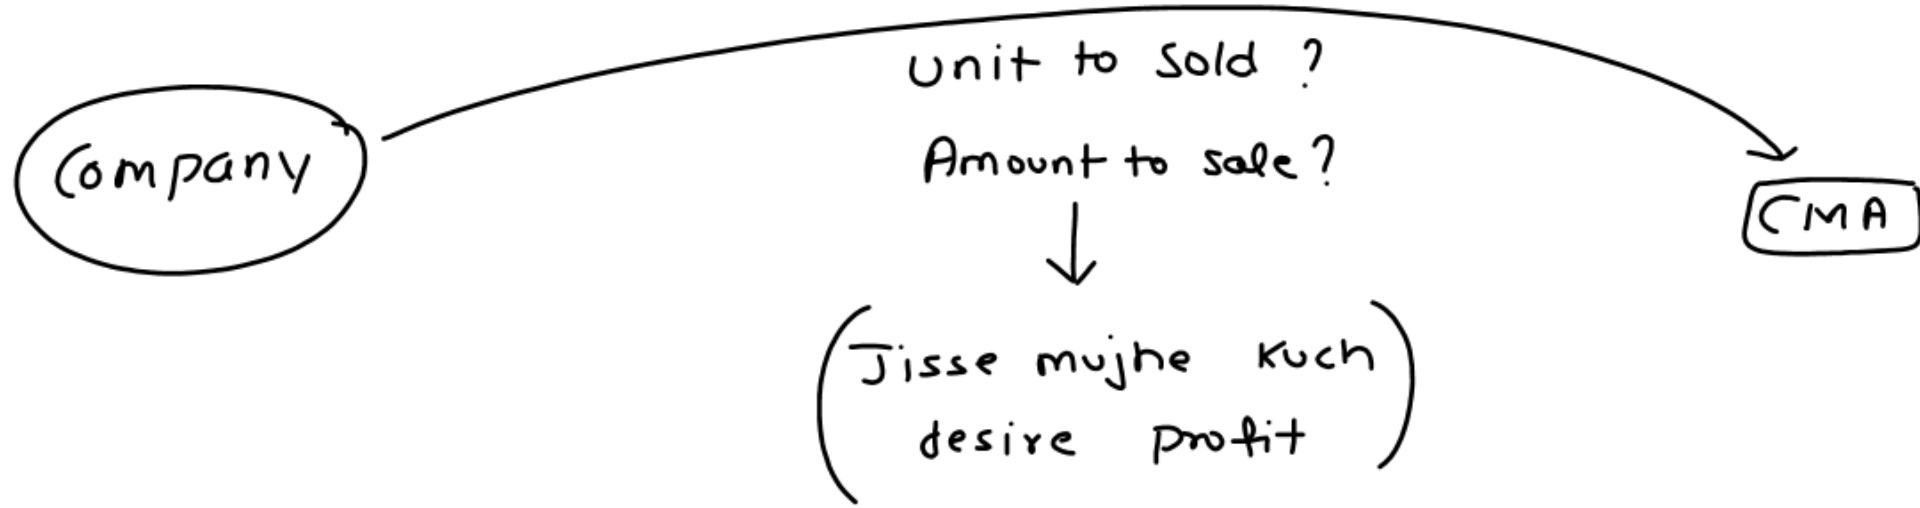 unit to sold ?
Company
Amount to sale?
CMA
Jisse mujhe kuch
desire profit